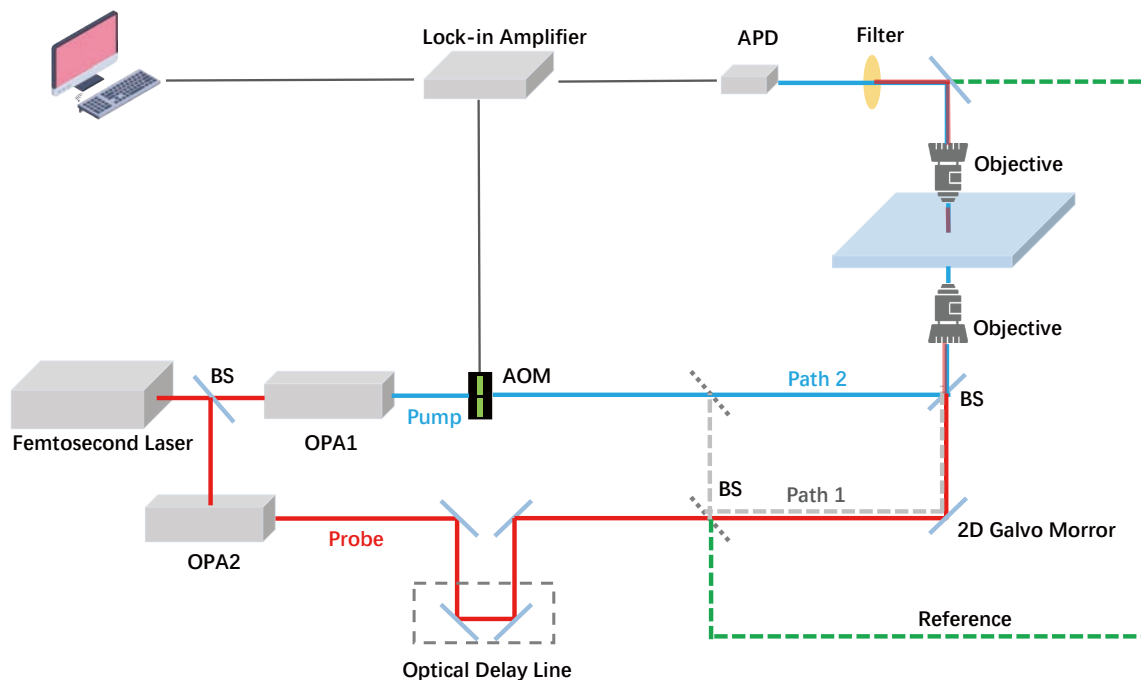 Lock-in Amplifier
APD
Filter
Objective
Objective
BS
AOM
Path 2
BS
Pump
Femtosecond Laser
OPA1
BS
Path 1
2D Galvo Morror
Probe
OPA2
Reference
Optical Delay Line